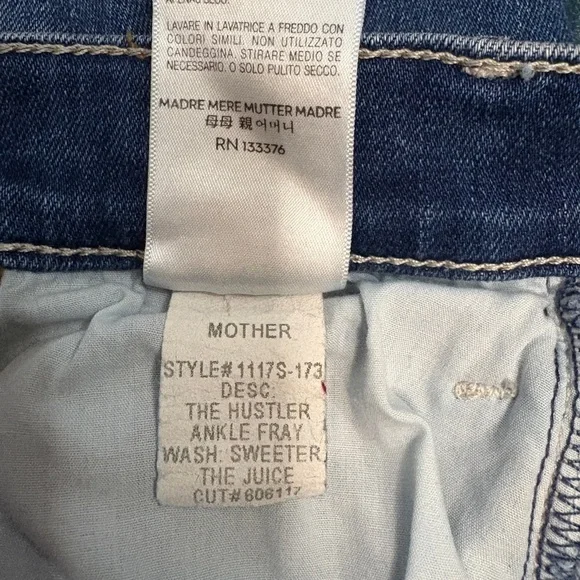 LAVARE IN LAVATRICE A FREDDO CON
COLORI SIMILI. NON UTILIZZATO
CANDEGGINA. STIRARE MEDIO SE
NECESSARIO. O SOLO PULITO SECCO.
MADRE MERE MUTTER MADRE
母母 親 어머니
RN 133376
MOTHER
STYLE# 1117S-173
DESC:
THE HUSTLER
ANKLE FRAY
WASH: SWEETER
THE JUICE
CUT# 606117